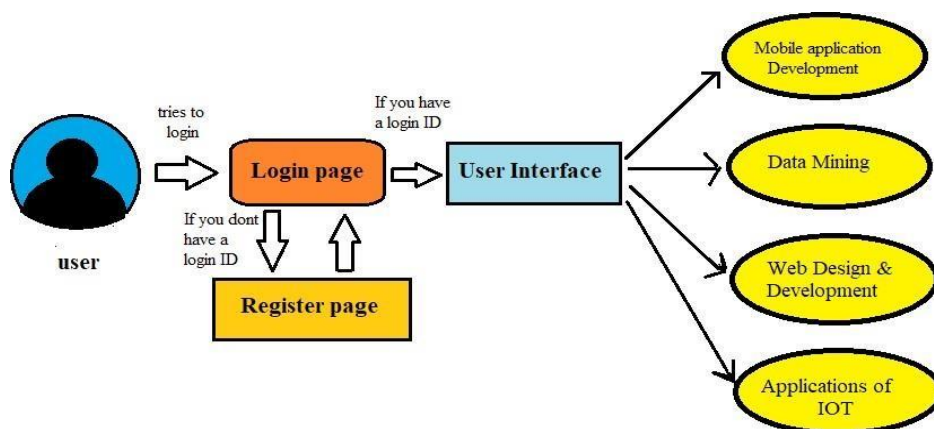 tries to
login
user
Login page
If you dont
have a
login ID
Register page
If you have
a login ID
User Interface
Mobile application
Development
Data Mining
Web Design &
Development
Applications of
IOT